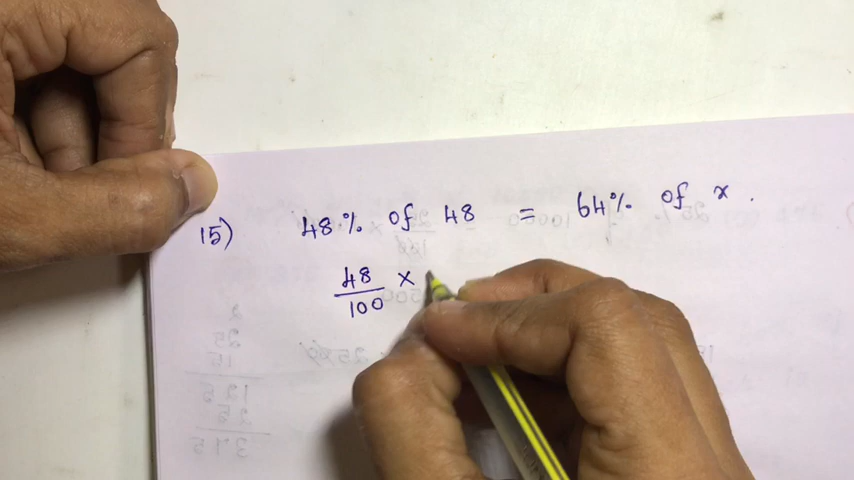 15) 48% of 48 = 64% of x.
48/100 ×